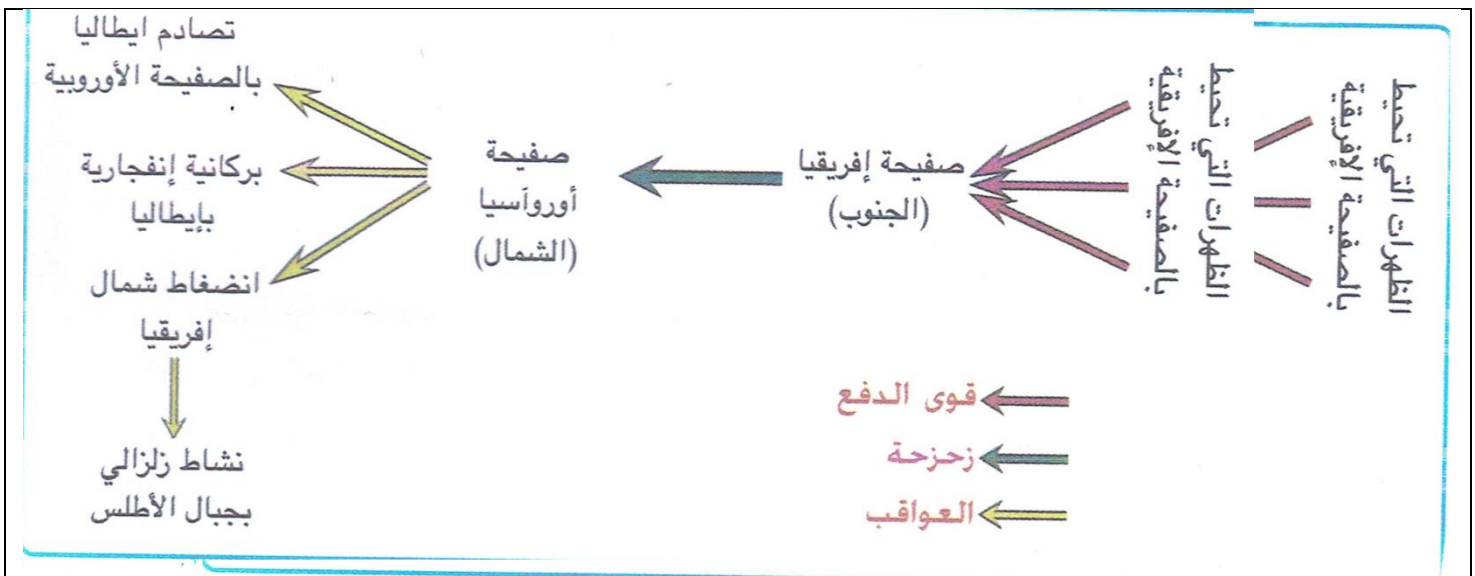 الظهرات التي تحيط
بالصفيحة الإفريقية
الظهرات التي تحيط
بالصفيحة الإفريقية
صفيحة إفريقيا
(الجنوب)
صفيحة
أوروآسيا
(الشمال)
تصادم ايطاليا
بالصفيحة الأوروبية
بركانية إنفجارية
بإيطاليا
انضغاط شمال
إفريقيا
نشاط زلزالي
بجبال الأطلس
قوى الدفع
زحزحة
العواقب